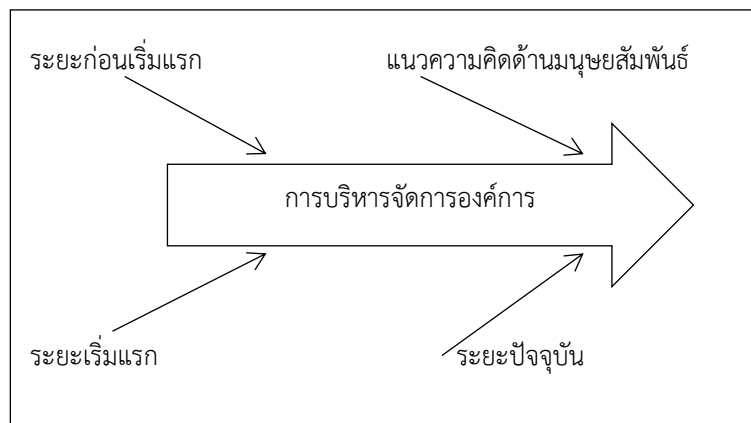 ระยะก่อนเริ่มแรก
แนวความคิดด้านมนุษยสัมพันธ์
การบริหารจัดการองค์การ
ระยะเริ่มแรก
ระยะปัจจุบัน